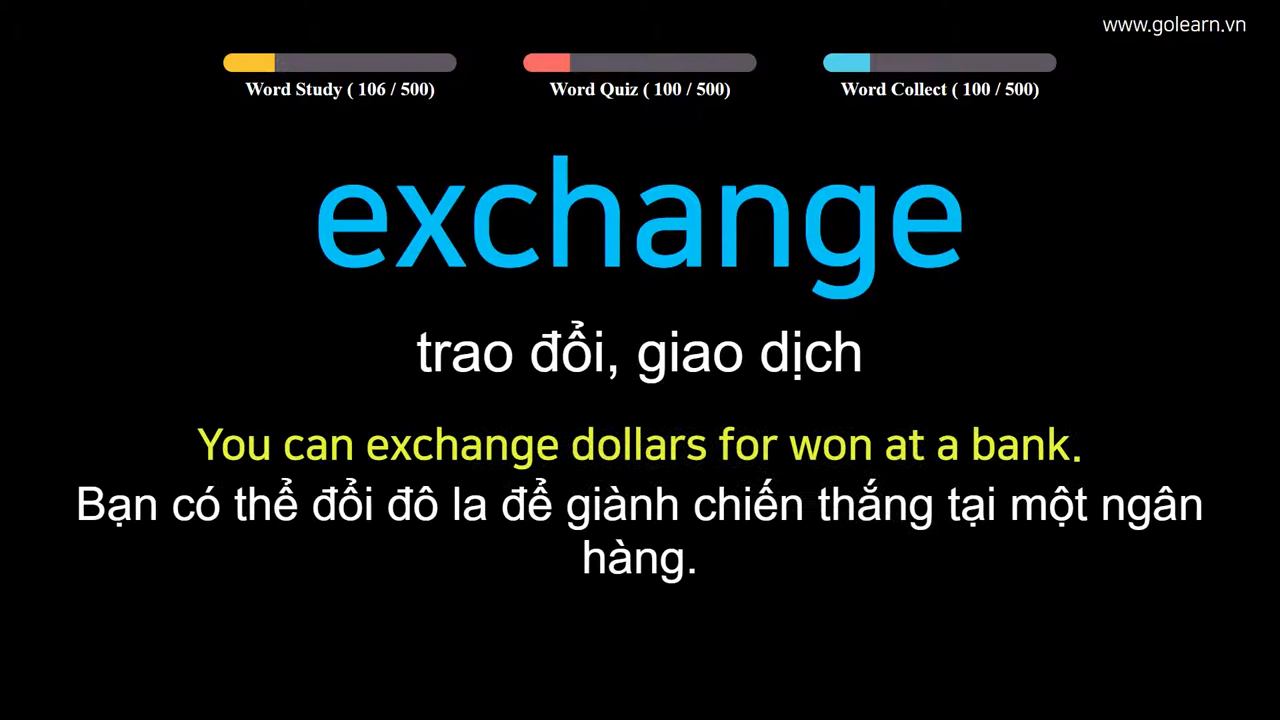 www.golearn.vn
Word Study ( 106 / 500)
Word Quiz ( 100 / 500)
Word Collect ( 100 / 500)
exchange
trao đổi, giao dịch
You can exchange dollars for won at a bank.
Bạn có thể đổi đô la để giành chiến thắng tại một ngân
hàng.